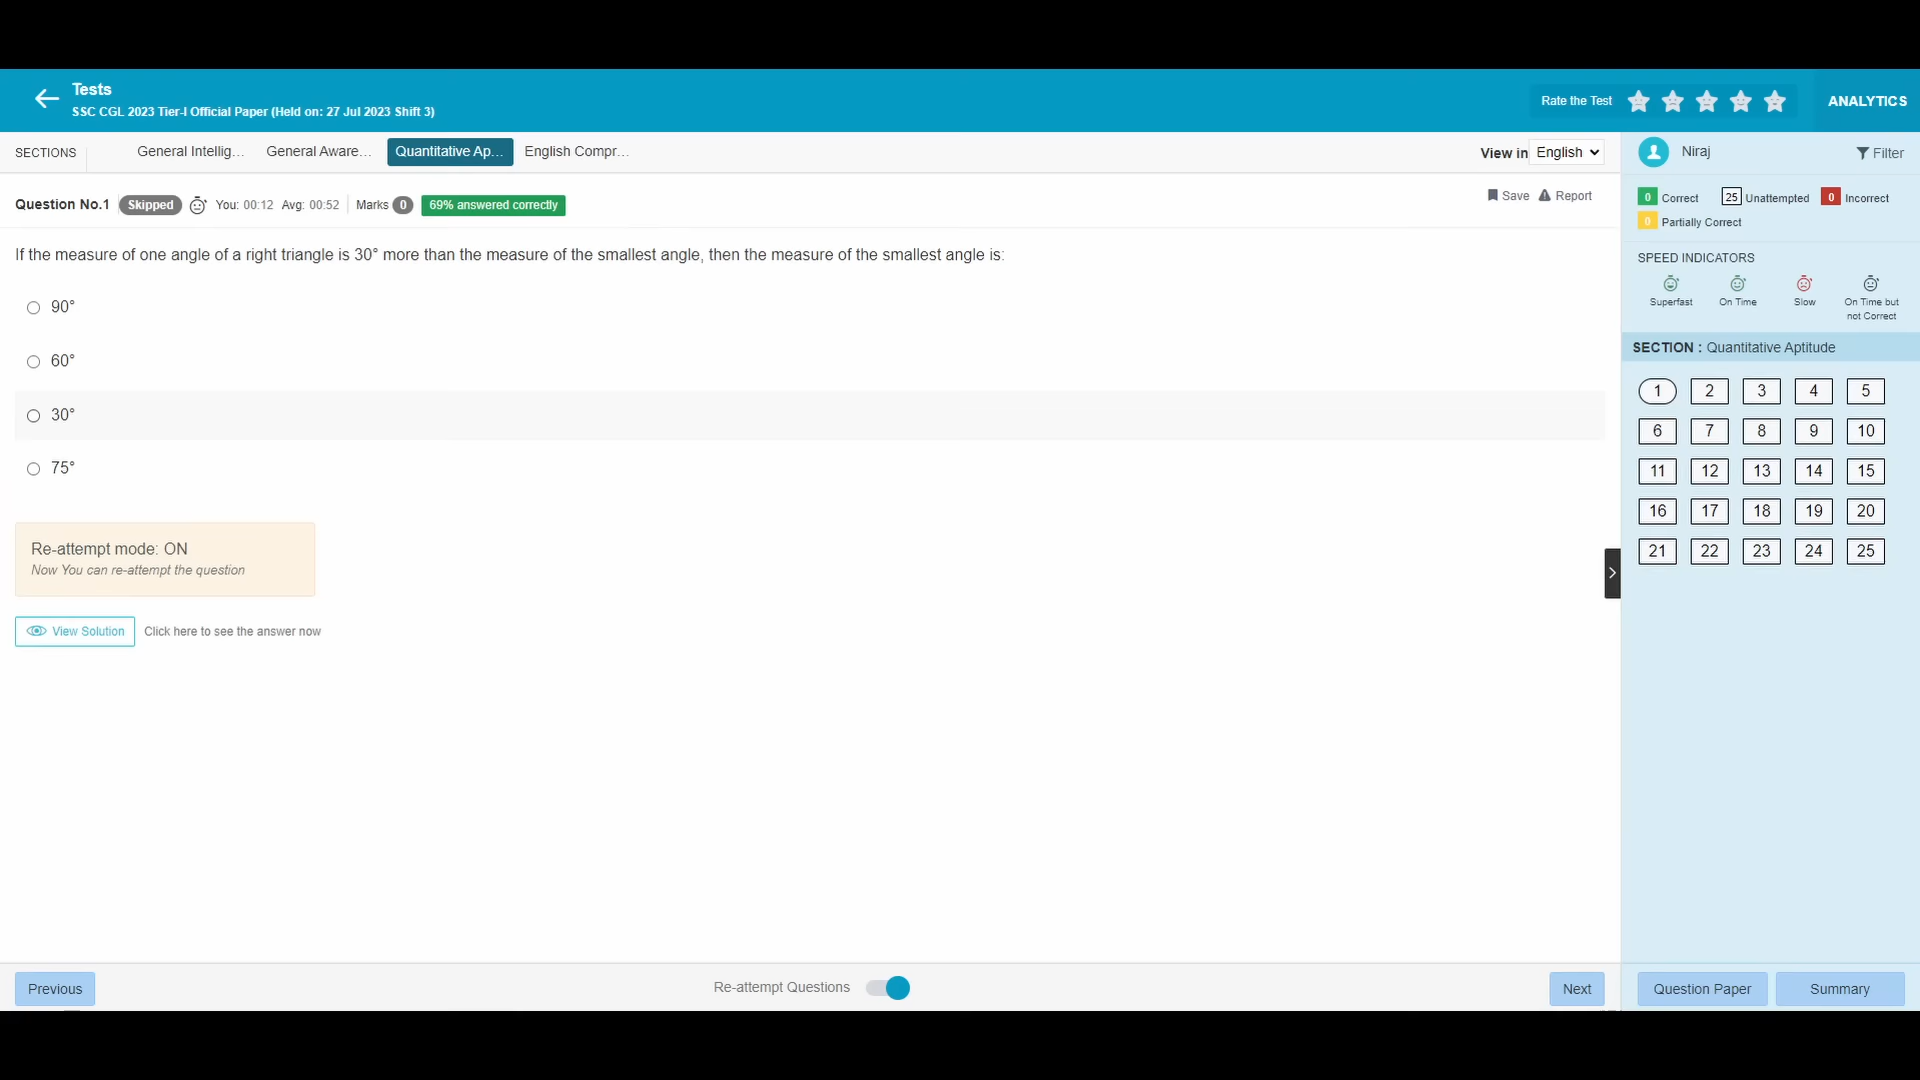 Tests
SSC CGL 2023 Tier-I Official Paper (Held on: 27 Jul 2023 Shift 3)
Rate the Test
ANALYTICS
SECTIONS
General Intellig...
General Aware...
Quantitative Ap...
English Compr...
View in English
Niraj
Filter
Question No.1 Skipped You: 00:12 Avg: 00:52 Marks 0 69% answered correctly
Save Report
0 Correct 25 Unattempted 0 Incorrect
0 Partially Correct
If the measure of one angle of a right triangle is 30° more than the measure of the smallest angle, then the measure of the smallest angle is:
90°
60°
30°
75°
SPEED INDICATORS
Superfast
On Time
Slow
On Time but
not Correct
SECTION : Quantitative Aptitude
1 2 3 4 5
6 7 8 9 10
11 12 13 14 15
16 17 18 19 20
21 22 23 24 25
Re-attempt mode: ON
Now You can re-attempt the question
View Solution Click here to see the answer now
Previous
Re-attempt Questions
Next
Question Paper
Summary